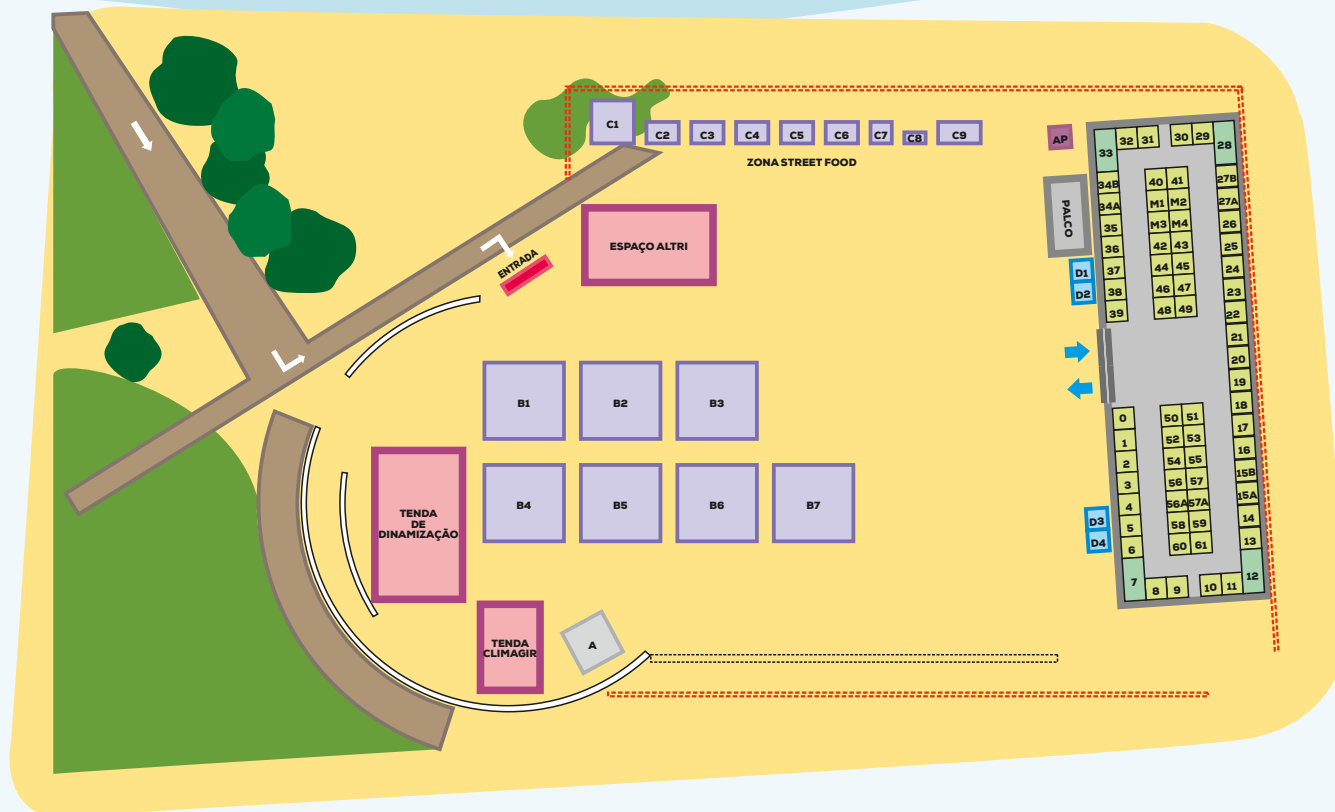 C1
C2
C3
C4
C5
C6
C7
C8
C9
ZONA STREET FOOD
AP
PALCO
ESPAÇO ALTRI
ENTRADA
D1
D2
D3
D4
B1
B2
B3
B4
B5
B6
B7
TENDA
DE
DINAMIZAÇÃO
TENDA
CLIMAGIR
A
33
32
31
30
29
28
34B
34A
35
36
37
38
39
40
41
M1
M2
M3
M4
42
43
44
45
46
47
48
49
27B
27A
26
25
24
23
22
21
20
19
18
17
16
15B
15A
14
13
12
0
1
2
3
4
5
6
7
50
51
52
53
54
55
56
57
56A
57A
58
59
60
61
8
9
10
11